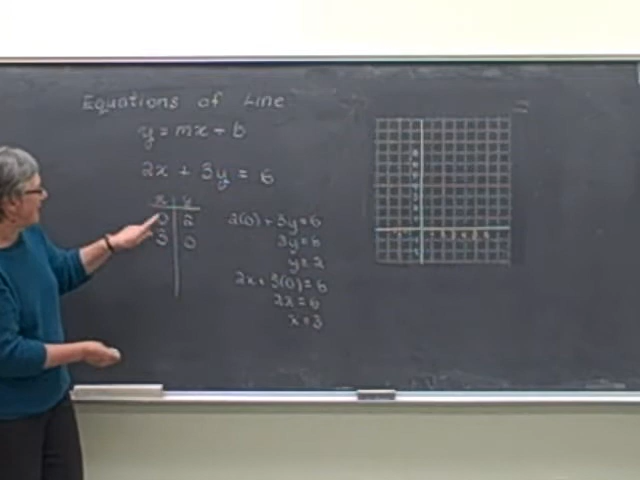 Equations of Line
y = mx + b
2x + 3y = 6
x y
0 2
3 0
2(0) + 3y = 6
3y = 6
y = 2
2x + 3(0) = 6
2x = 6
x = 3